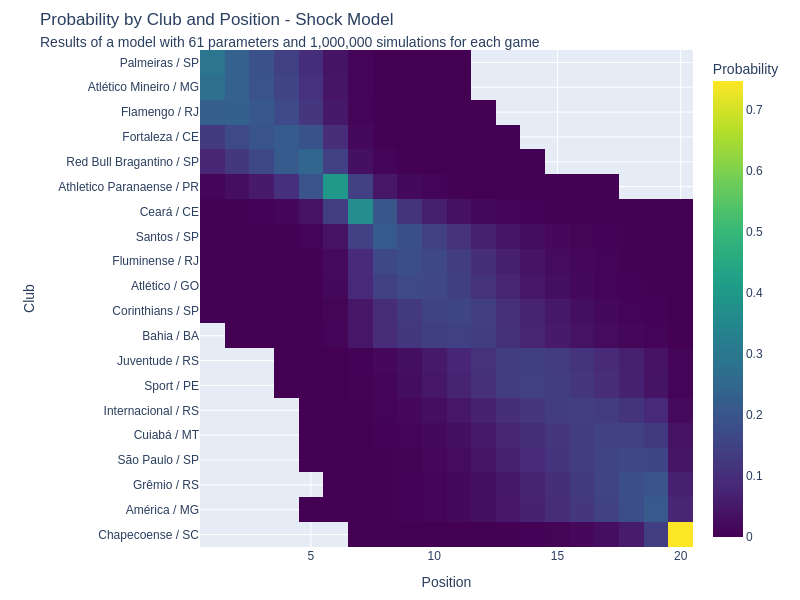 Probability by Club and Position - Shock Model
Results of a model with 61 parameters and 1,000,000 simulations for each game
Palmeiras / SP
Atlético Mineiro / MG
Flamengo / RJ
Fortaleza / CE
Red Bull Bragantino / SP
Athletico Paranaense / PR
Ceará / CE
Santos / SP
Fluminense / RJ
Atlético / GO
Corinthians / SP
Bahia / BA
Juventude / RS
Sport / PE
Internacional / RS
Cuiabá / MT
São Paulo / SP
Grêmio / RS
América / MG
Chapecoense / SC
Club
5
10
15
20
Position
Probability
0.7
0.6
0.5
0.4
0.3
0.2
0.1
0